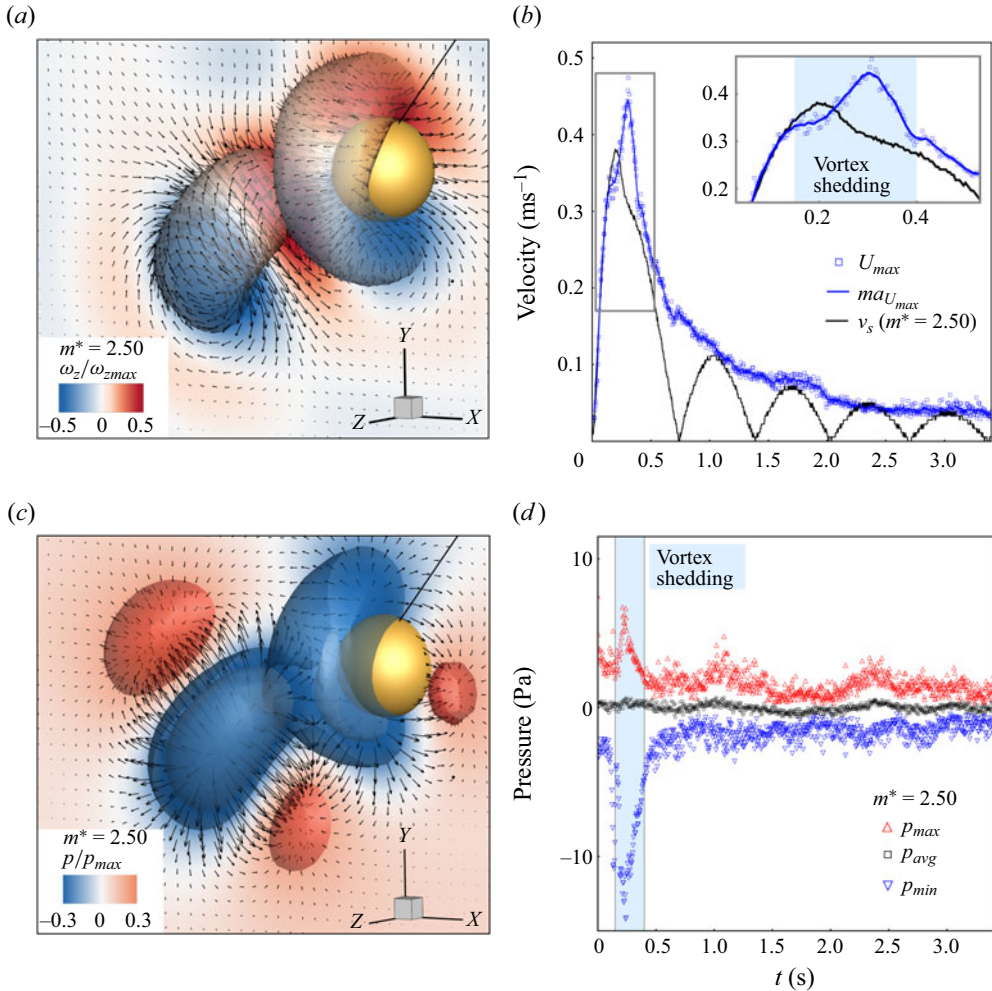 (a)
m* = 2.50
ω_z/ω_zmax
−0.5 0 0.5
Y
Z X
(b)
Velocity (ms⁻¹)
0.5
0.4
0.3
0.2
0.1
0 0.5 1.0 1.5 2.0 2.5 3.0
0.4
0.3
0.2
0.2 0.4
Vortex
shedding
U_max
ma_U_max
v_s (m* = 2.50)
(c)
m* = 2.50
p/p_max
−0.3 0 0.3
Y
Z X
(d)
Pressure (Pa)
10
0
−10
Vortex
shedding
m* = 2.50
p_max
p_avg
p_min
0 0.5 1.0 1.5 2.0 2.5 3.0
t (s)